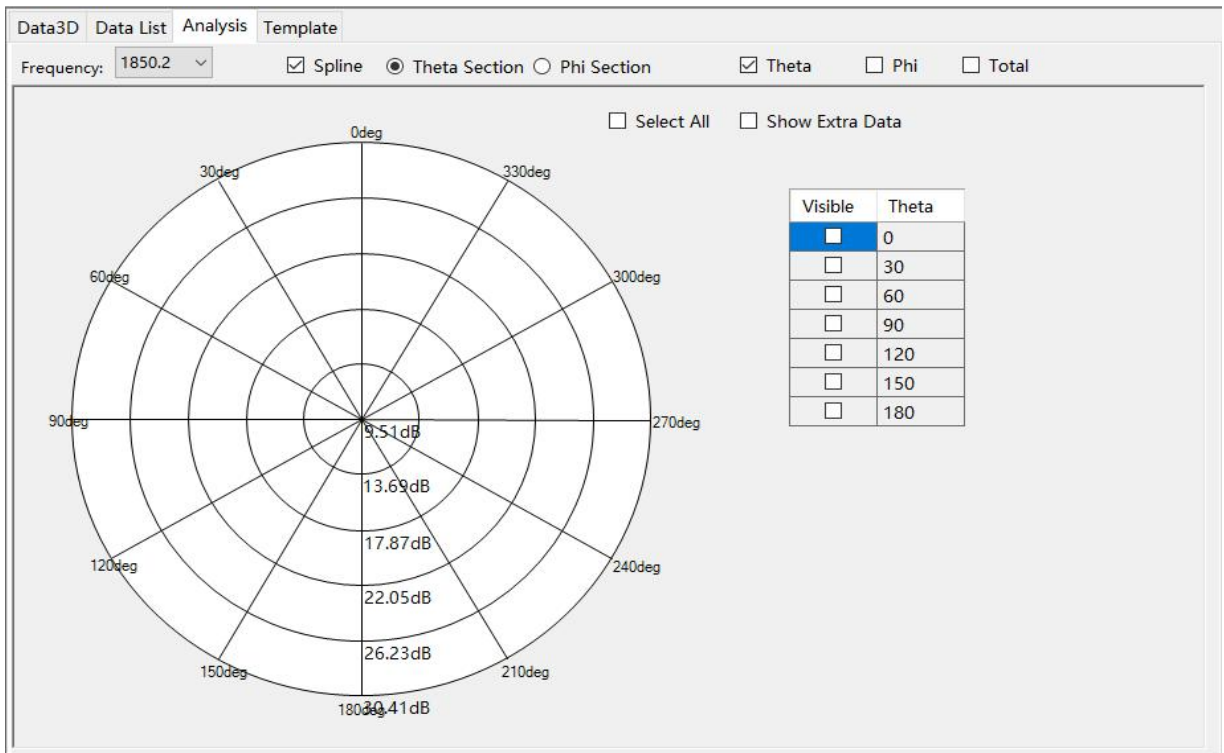 Data3D Data List Analysis Template
Frequency: 1850.2 Spline Theta Section Phi Section Theta Phi Total
Select All Show Extra Data
0deg
30deg 330deg
Visible Theta
0
60deg 300deg 30
60
90
120
150
90deg 270deg 180
9.51dB
13.69dB
17.87dB
120deg 240deg
22.05dB
26.23dB
150deg 210deg
180deg 30.41dB